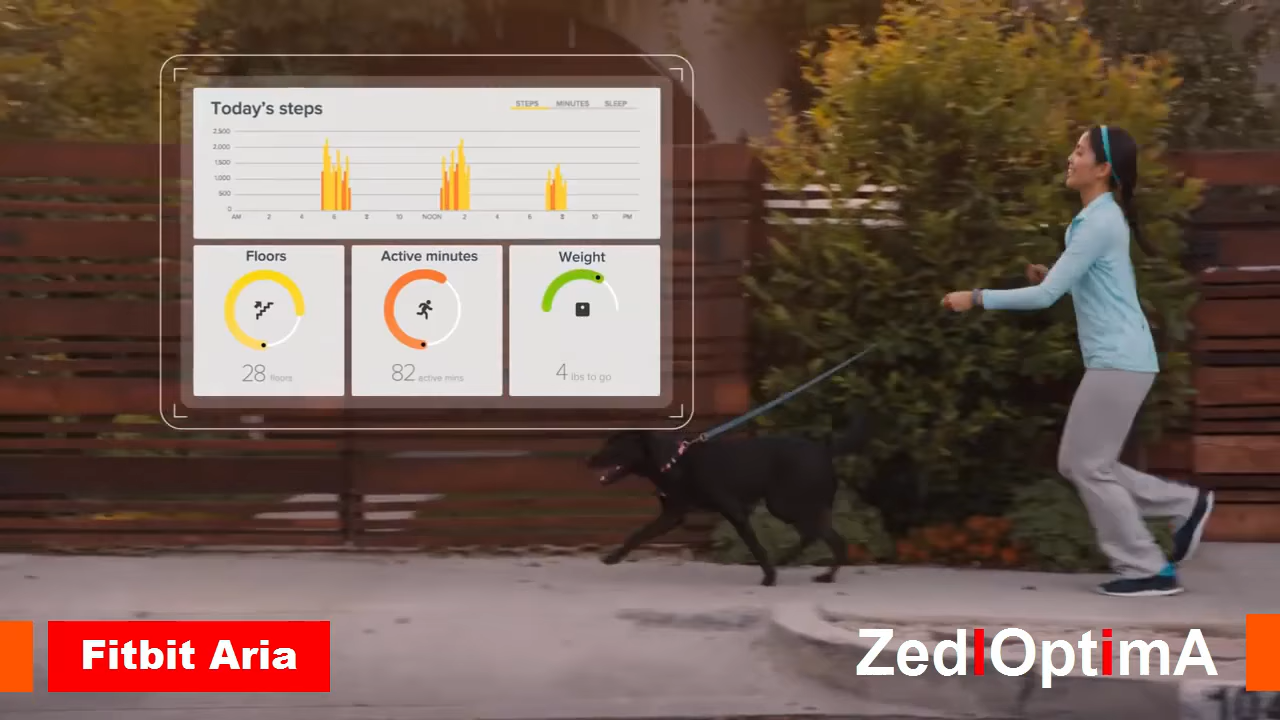 Today's steps
STEPS MINUTES SLEEP
2,500
2,000
1,500
1,000
500
0
AM 2 4 6 8 10 NOON 2 4 6 8 10 PM
Floors
28 floors
Active minutes
82 active mins
Weight
4 lbs to go
Fitbit Aria
ZedIOptimA